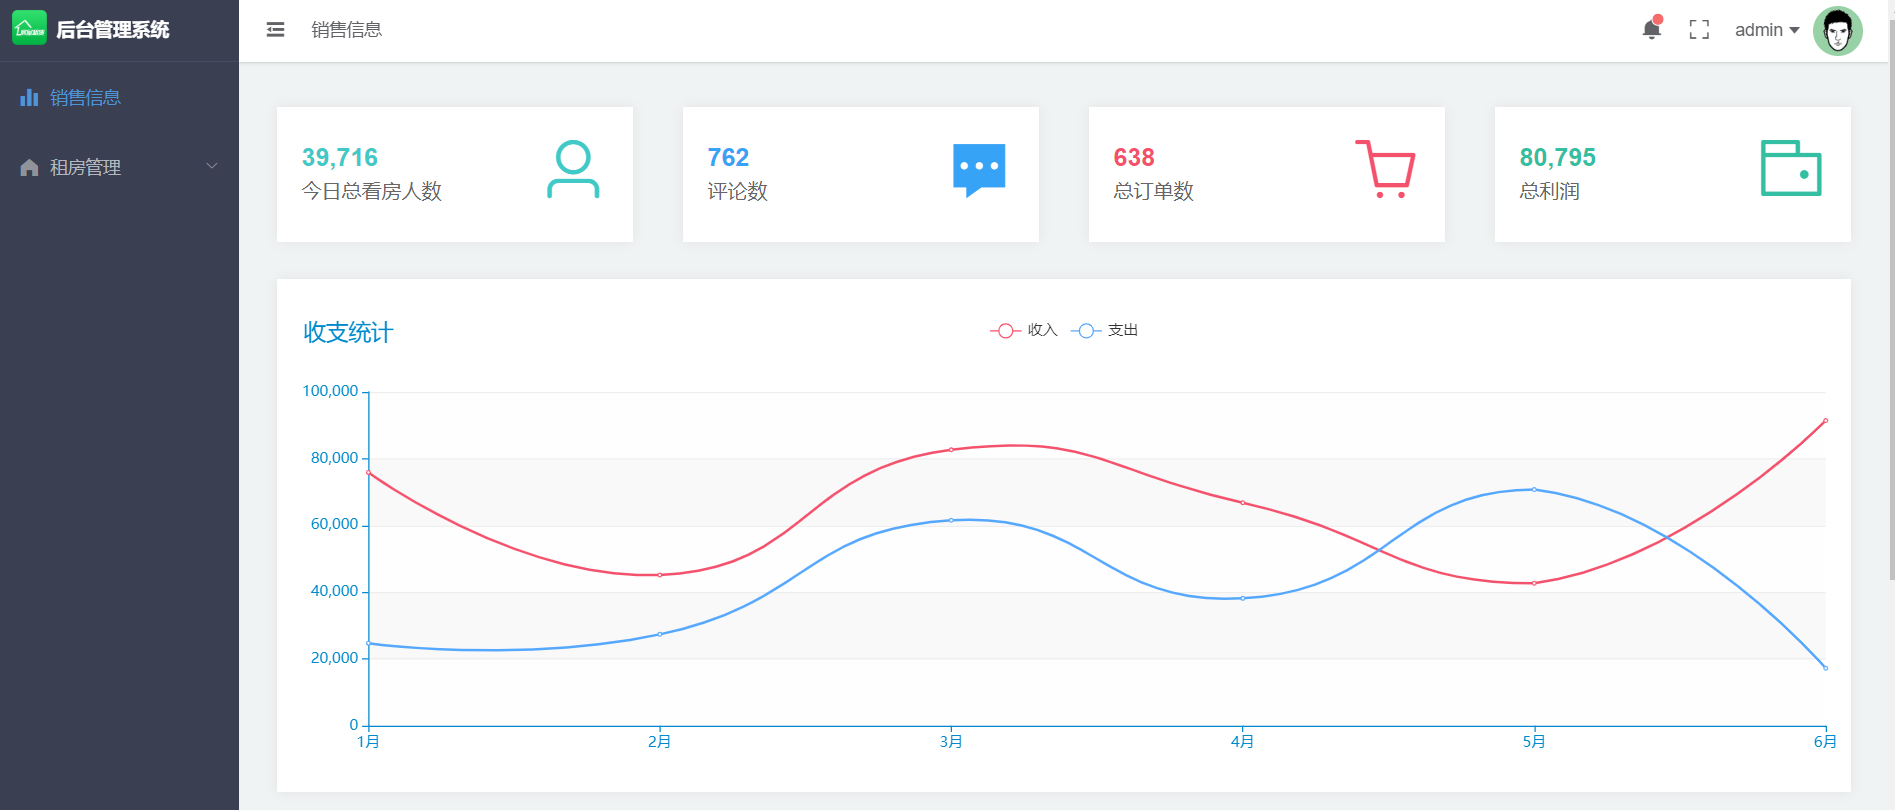 后台管理系统
销售信息
租房管理
销售信息
admin
39,716
今日总看房人数
762
评论数
638
总订单数
80,795
总利润
收支统计
收入 支出
100,000
80,000
60,000
40,000
20,000
0
1月 2月 3月 4月 5月 6月